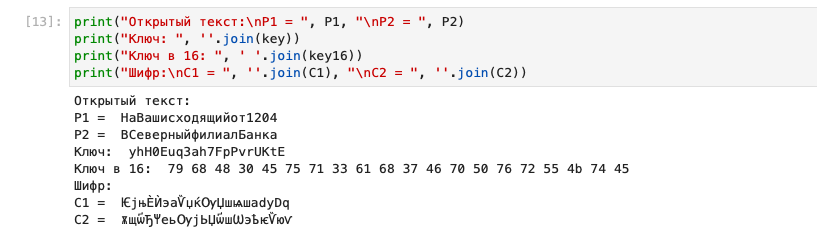 [13]: print("Открытый текст:\nP1 = ", P1, "\nP2 = ", P2)
print("Ключ: ", ''.join(key))
print("Ключ в 16: ", ' '.join(key16))
print("Шифр:\nC1 = ", ''.join(C1), "\nC2 = ", ''.join(C2))
Открытый текст:
P1 =  НаВашисходящийот1204
P2 =  ВСеверныйфилиалБанка
Ключ:  yhH0Euq3ah7FpPvrUKtE
Ключ в 16:  79 68 48 30 45 75 71 33 61 68 37 46 70 50 76 72 55 4b 74 45
Шифр:
C1 =  ѤјњЀЍэаѶџќѸЏшѩшаdyDq
C2 =  ѫщѽЂѰеьѸјЬЏѽшѠэѣѥѶюѵ